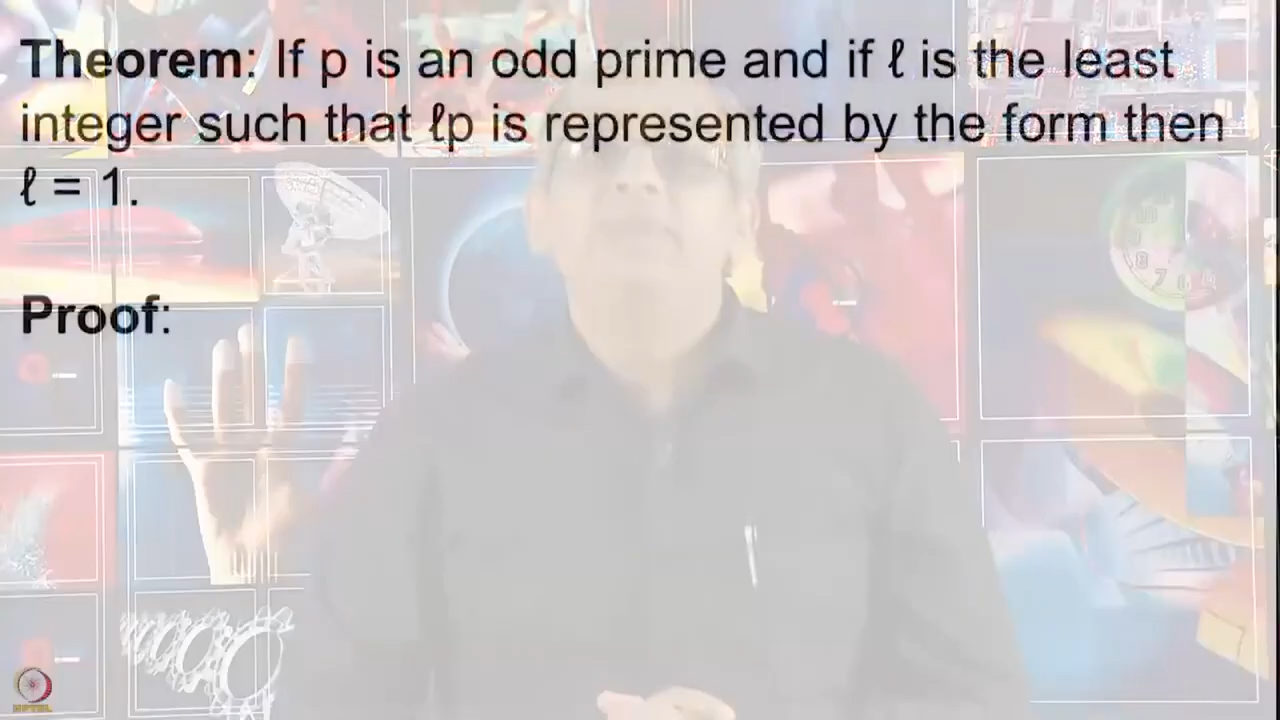 Theorem: If p is an odd prime and if ℓ is the least
integer such that ℓp is represented by the form then
ℓ = 1.
Proof:
NPTEL